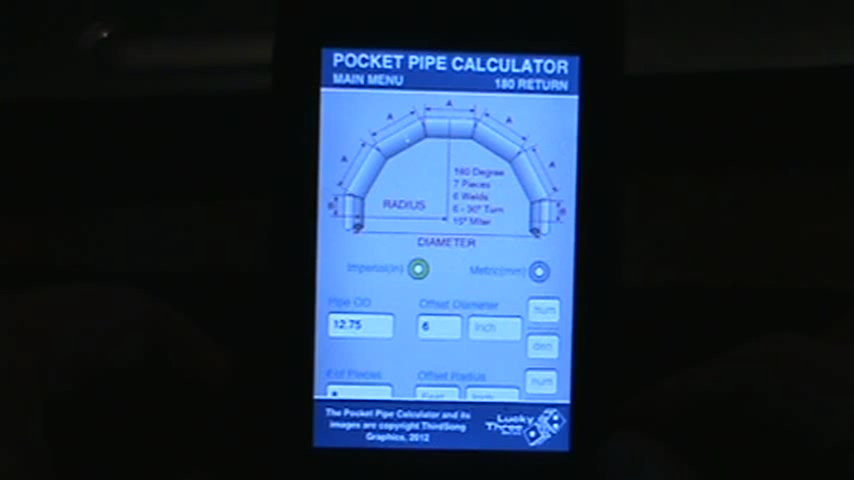 POCKET PIPE CALCULATOR
MAIN MENU 180 RETURN
A
A A
A A
180 Degree
7 Pieces
6 Welds
6 - 30° Turn
15° Miter
B RADIUS B
DIAMETER
Imperial(in) Metric(mm)
Pipe OD Offset Diameter num
12.75 6 Inch
den
# of Pieces Offset Radius num
Feet Inch
The Pocket Pipe Calculator and its
images are copyright ThirdSong
Graphics, 2012
Lucky
Three